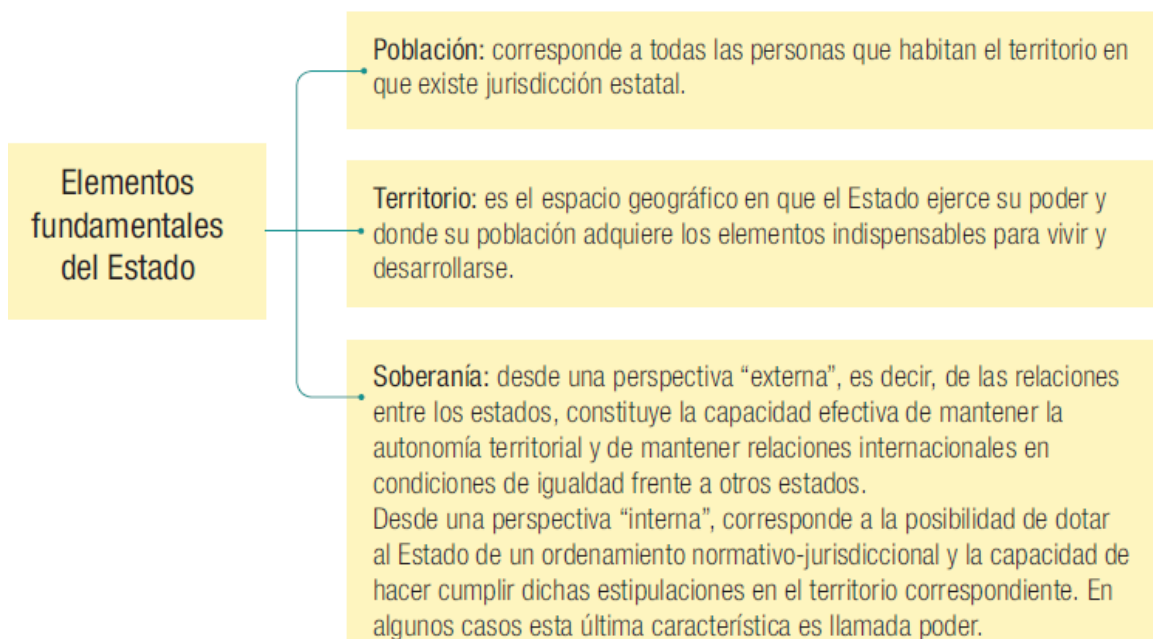 Elementos
fundamentales
del Estado
Población: corresponde a todas las personas que habitan el territorio en
que existe jurisdicción estatal.
Territorio: es el espacio geográfico en que el Estado ejerce su poder y
donde su población adquiere los elementos indispensables para vivir y
desarrollarse.
Soberanía: desde una perspectiva “externa”, es decir, de las relaciones
entre los estados, constituye la capacidad efectiva de mantener la
autonomía territorial y de mantener relaciones internacionales en
condiciones de igualdad frente a otros estados.
Desde una perspectiva “interna”, corresponde a la posibilidad de dotar
al Estado de un ordenamiento normativo-jurisdiccional y la capacidad de
hacer cumplir dichas estipulaciones en el territorio correspondiente. En
algunos casos esta última característica es llamada poder.